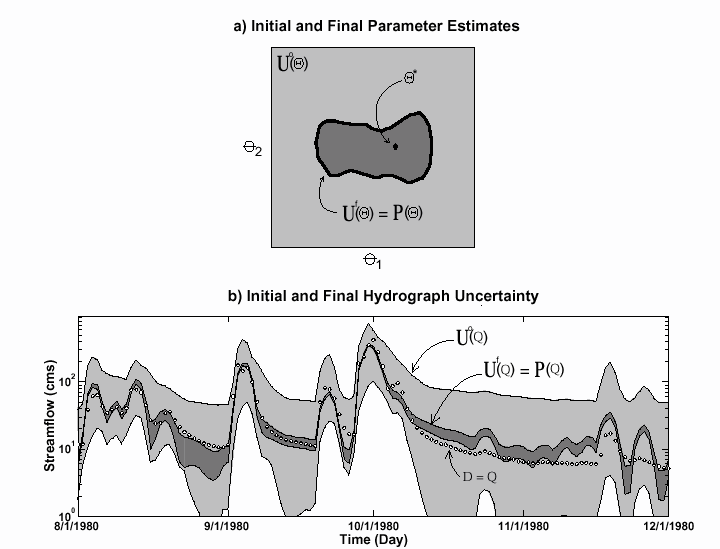 a) Initial and Final Parameter Estimates
U⁰(Θ)
Θ*
Θ₂
Uᶠ(Θ) = P(Θ)
Θ₁
b) Initial and Final Hydrograph Uncertainty
U⁰(Q)
Uᶠ(Q) = P(Q)
D = Q
Streamflow (cms)
10²
10¹
10⁰
8/1/1980 9/1/1980 10/1/1980 11/1/1980 12/1/1980
Time (Day)